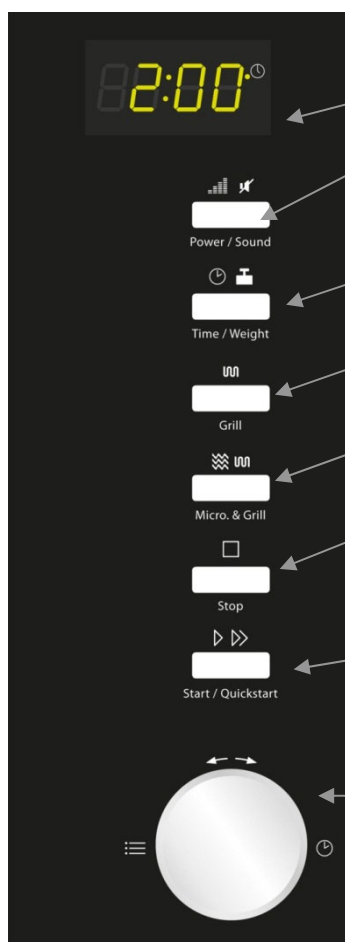 2:00
Power / Sound
Time / Weight
Grill
Micro. & Grill
Stop
Start / Quickstart